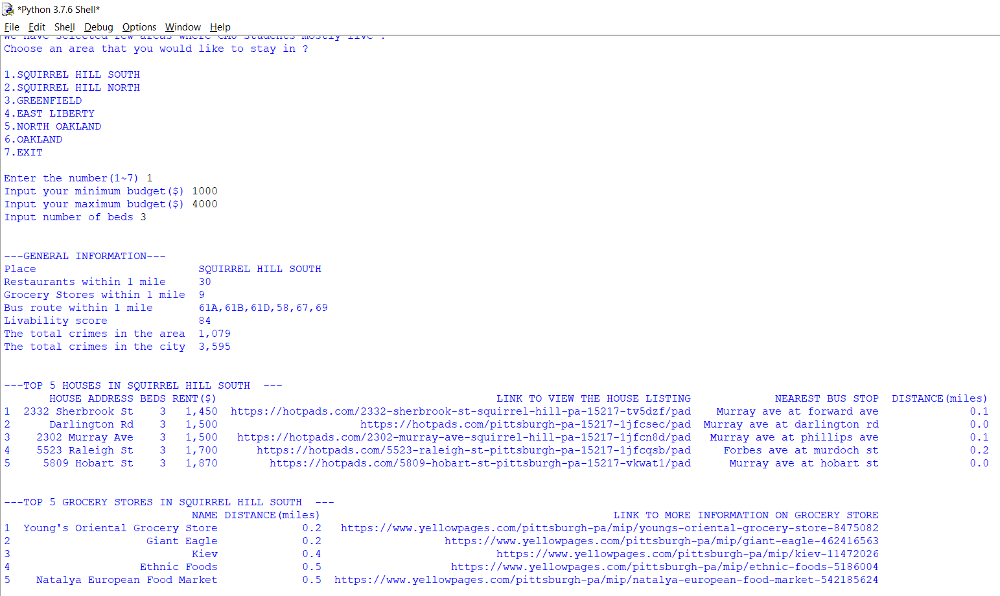 *Python 3.7.6 Shell*
File Edit Shell Debug Options Window Help
We have selected few areas where CMU students mostly live .
Choose an area that you would like to stay in ?
1.SQUIRREL HILL SOUTH
2.SQUIRREL HILL NORTH
3.GREENFIELD
4.EAST LIBERTY
5.NORTH OAKLAND
6.OAKLAND
7.EXIT
Enter the number(1~7) 1
Input your minimum budget($) 1000
Input your maximum budget($) 4000
Input number of beds 3
---GENERAL INFORMATION---
Place SQUIRREL HILL SOUTH
Restaurants within 1 mile 30
Grocery Stores within 1 mile 9
Bus route within 1 mile 61A,61B,61D,58,67,69
Livability score 84
The total crimes in the area 1,079
The total crimes in the city 3,595
---TOP 5 HOUSES IN SQUIRREL HILL SOUTH ---
HOUSE ADDRESS BEDS RENT($) LINK TO VIEW THE HOUSE LISTING NEAREST BUS STOP DISTANCE(miles)
1 2332 Sherbrook St 3 1,450 https://hotpads.com/2332-sherbrook-st-squirrel-hill-pa-15217-tv5dzf/pad Murray ave at forward ave 0.1
2 Darlington Rd 3 1,500 https://hotpads.com/pittsburgh-pa-15217-1jfcsec/pad Murray ave at darlington rd 0.0
3 2302 Murray Ave 3 1,500 https://hotpads.com/2302-murray-ave-squirrel-hill-pa-15217-1jfcn8d/pad Murray ave at phillips ave 0.1
4 5523 Raleigh St 3 1,700 https://hotpads.com/5523-raleigh-st-pittsburgh-pa-15217-1jfcqsb/pad Forbes ave at murdoch st 0.2
5 5809 Hobart St 3 1,870 https://hotpads.com/5809-hobart-st-pittsburgh-pa-15217-vkwat1/pad Murray ave at hobart st 0.0
---TOP 5 GROCERY STORES IN SQUIRREL HILL SOUTH ---
NAME DISTANCE(miles) LINK TO MORE INFORMATION ON GROCERY STORE
1 Young's Oriental Grocery Store 0.2 https://www.yellowpages.com/pittsburgh-pa/mip/youngs-oriental-grocery-store-8475082
2 Giant Eagle 0.2 https://www.yellowpages.com/pittsburgh-pa/mip/giant-eagle-462416563
3 Kiev 0.4 https://www.yellowpages.com/pittsburgh-pa/mip/kiev-11472026
4 Ethnic Foods 0.5 https://www.yellowpages.com/pittsburgh-pa/mip/ethnic-foods-5186004
5 Natalya European Food Market 0.5 https://www.yellowpages.com/pittsburgh-pa/mip/natalya-european-food-market-542185624